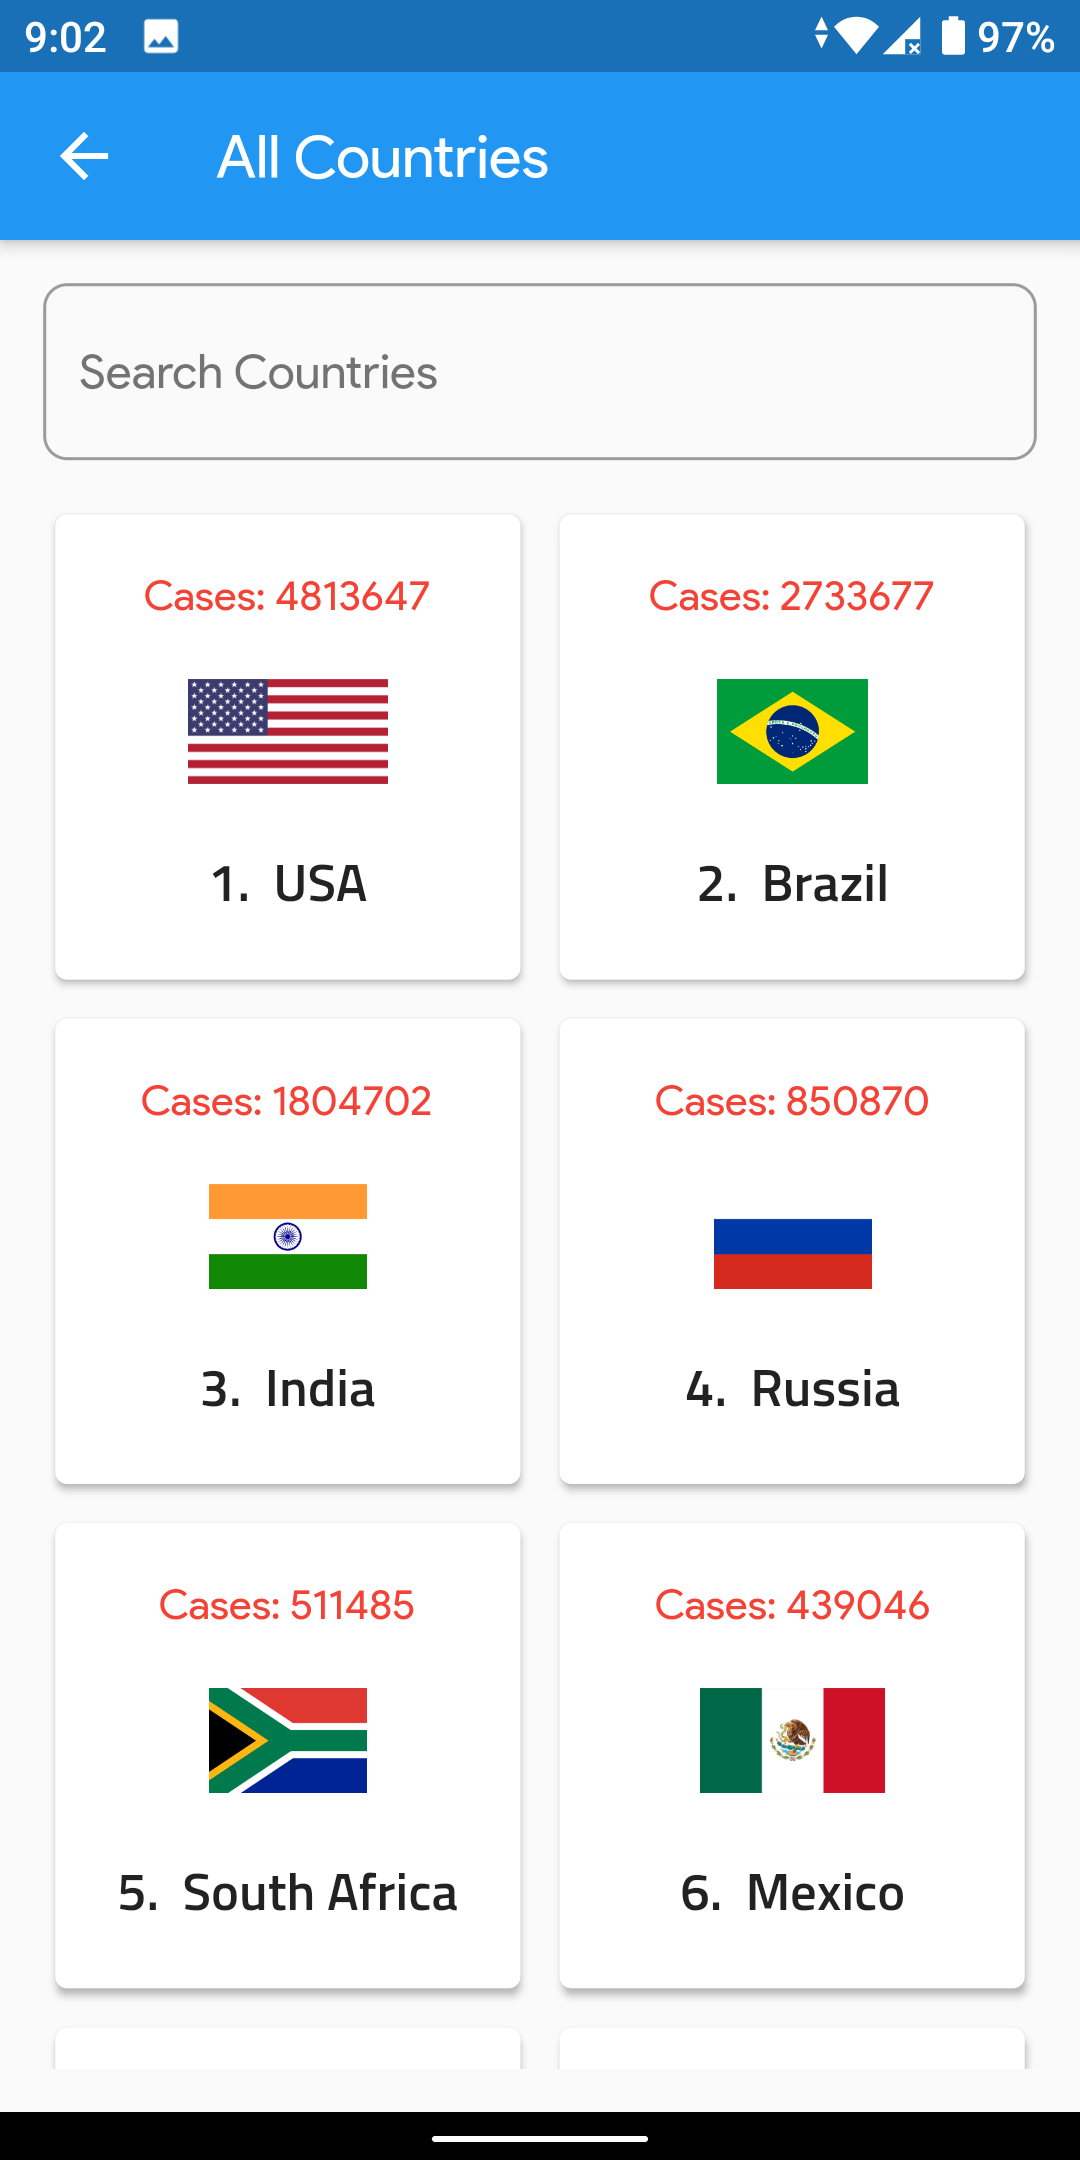 9:02 97%
All Countries
Search Countries
Cases: 4813647
1. USA
Cases: 2733677
2. Brazil
Cases: 1804702
3. India
Cases: 850870
4. Russia
Cases: 511485
5. South Africa
Cases: 439046
6. Mexico